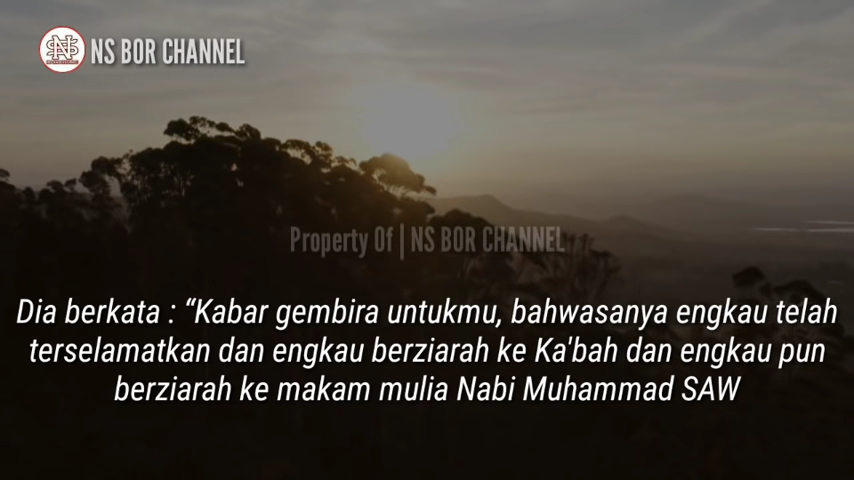 NS BOR CHANNEL
Property Of | NS BOR CHANNEL
Dia berkata : “Kabar gembira untukmu, bahwasanya engkau telah
terselamatkan dan engkau berziarah ke Ka'bah dan engkau pun
berziarah ke makam mulia Nabi Muhammad SAW